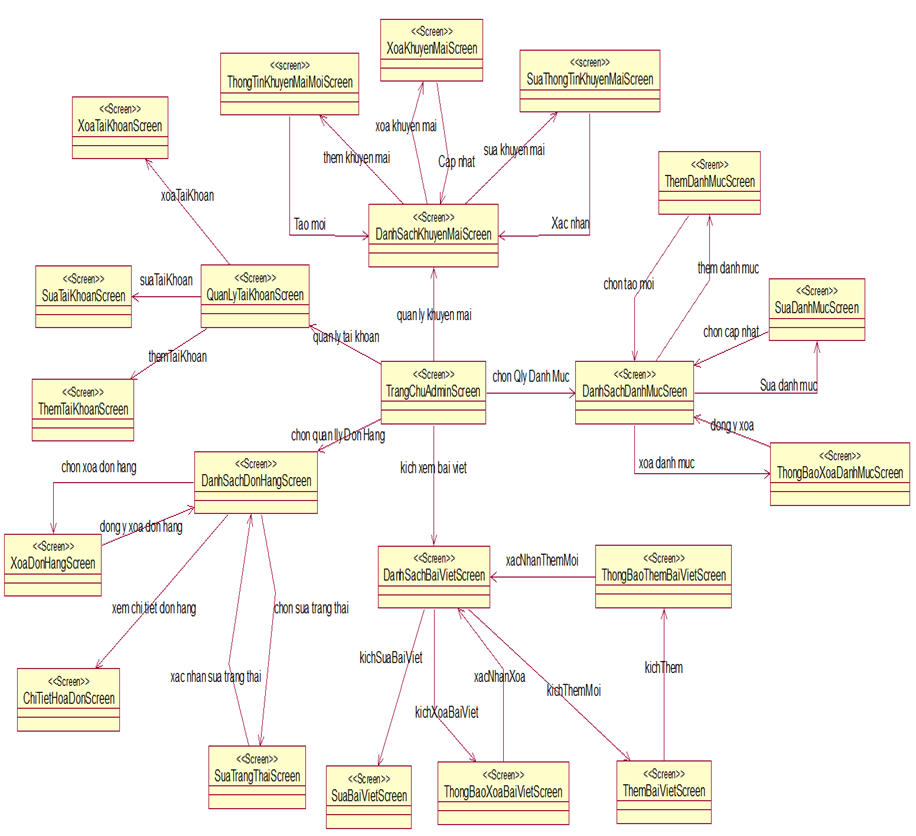 <<Screen>>
XoaKhuyenMaiScreen
<<screen>>
ThongTinKhuyenMaiMoiScreen
<<screen>>
SuaThongTinKhuyenMaiScreen
<<Screen>>
XoaTaiKhoanScreen
xoa khuyen mai
them khuyen mai
Cap nhat
sua khuyen mai
<<Sreen>>
ThemDanhMucScreen
xoaTaiKhoan
Tao moi
<<Screen>>
DanhSachKhuyenMaiScreen
Xac nhan
<<Screen>>
SuaTaiKhoanScreen
suaTaiKhoan
<<Screen>>
QuanLyTaiKhoanScreen
chon tao moi
them danh muc
<<Screen>>
SuaDanhMucScreen
quan ly khuyen mai
quan ly tai khoan
chon cap nhat
themTaiKhoan
<<Screen>>
ThemTaiKhoanScreen
<<Screen>>
TrangChuAdminScreen
chon Qly Danh Muc
<<Sreen>>
DanhSachDanhMucSreen
Sua danh muc
chon quan lly Don Hang
dong y xoa
chon xoa don hang
<<Screen>>
DanhSachDonHangScreen
kich xem bai viet
xoa danh muc
<<Screen>>
ThongBaoXoaDanhMucScreen
dong y xoa don hang
<<Screen>>
XoaDonHangScreen
<<Screen>>
DanhSachBaiVietScreen
xacNhanThemMoi
<<Screen>>
ThongBaoThemBaiVietScreen
xem chi tiet don hang
chon sua trang thai
kichSuaBaiViet
xacNhanXoa
kichThem
xac nhan sua trang thai
kichThemMoi
<<Screen>>
ChiTietHoaDonScreen
kichXoaBaiViet
<<Screen>>
SuaTrangThaiScreen
<<Screen>>
SuaBaiVietScreen
<<Screen>>
ThongBaoXoaBaiVietScreen
<<Screen>>
ThemBaiVietScreen